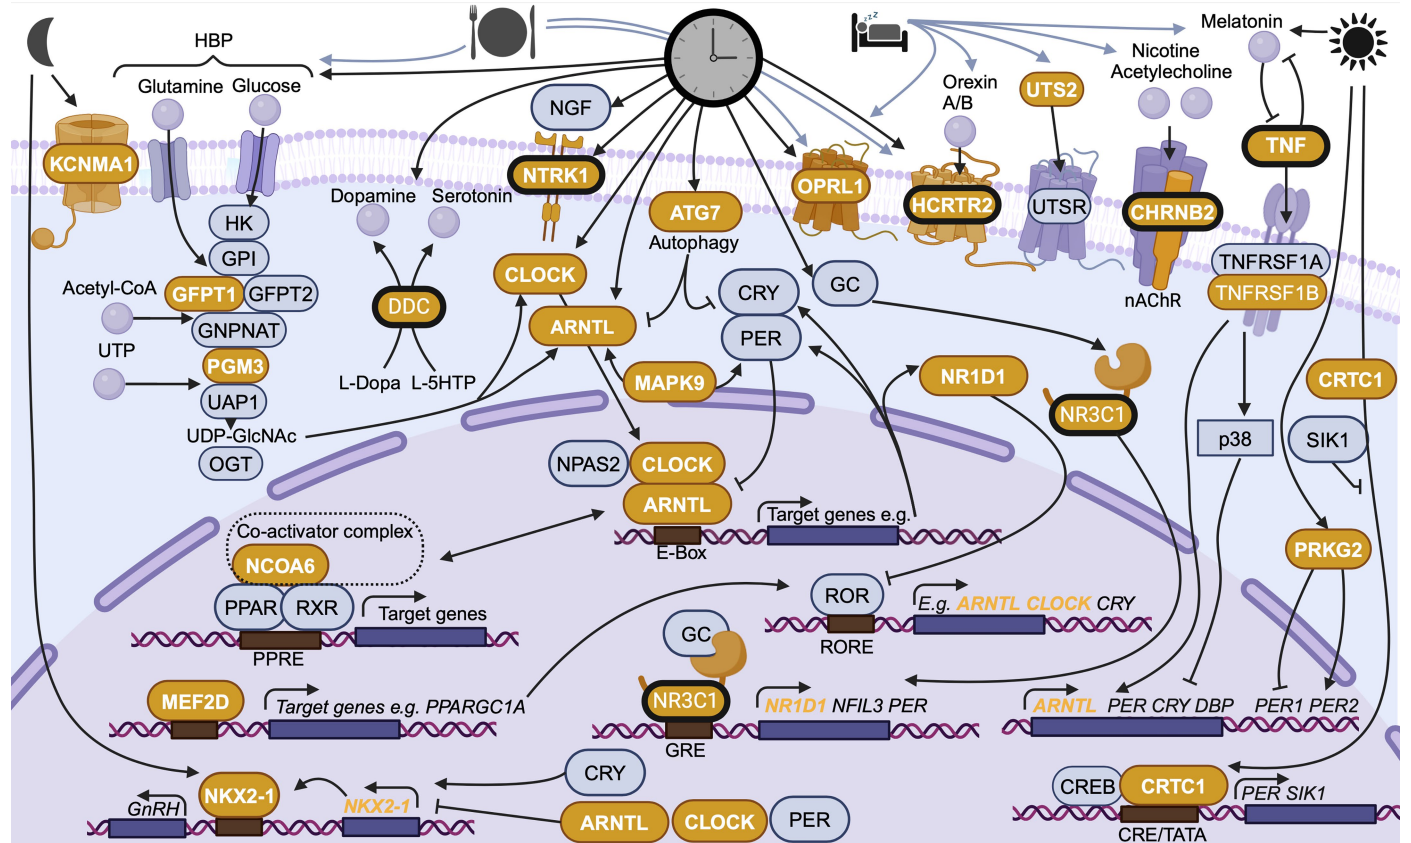 HBP
Glutamine
Glucose
KCNMA1
HK
GPI
GFPT1
GFPT2
Acetyl-CoA
GNPNAT
UTP
PGM3
UAP1
UDP-GlcNAc
OGT
zzz
NGF
NTRK1
Dopamine
Serotonin
DDC
L-Dopa
L-5HTP
CLOCK
ARNTL
ATG7
Autophagy
CRY
PER
MAPK9
GC
OPRL1
Orexin
A/B
HCRTR2
UTS2
UTSR
Nicotine
Acetylecholine
CHRNB2
nAChR
Melatonin
TNF
TNFRSF1A
TNFRSF1B
p38
CRTC1
SIK1
PRKG2
NR1D1
NR3C1
NPAS2
CLOCK
ARNTL
E-Box
Target genes e.g.
Co-activator complex
NCOA6
PPAR
RXR
PPRE
Target genes
ROR
RORE
E.g. ARNTL CLOCK CRY
MEF2D
Target genes e.g. PPARGC1A
GC
NR3C1
GRE
NR1D1 NFIL3 PER
ARNTL PER CRY DBP
PER1 PER2
GnRH
NKX2-1
NKX2-1
CRY
ARNTL
CLOCK
PER
CREB
CRTC1
CRE/TATA
PER SIK1